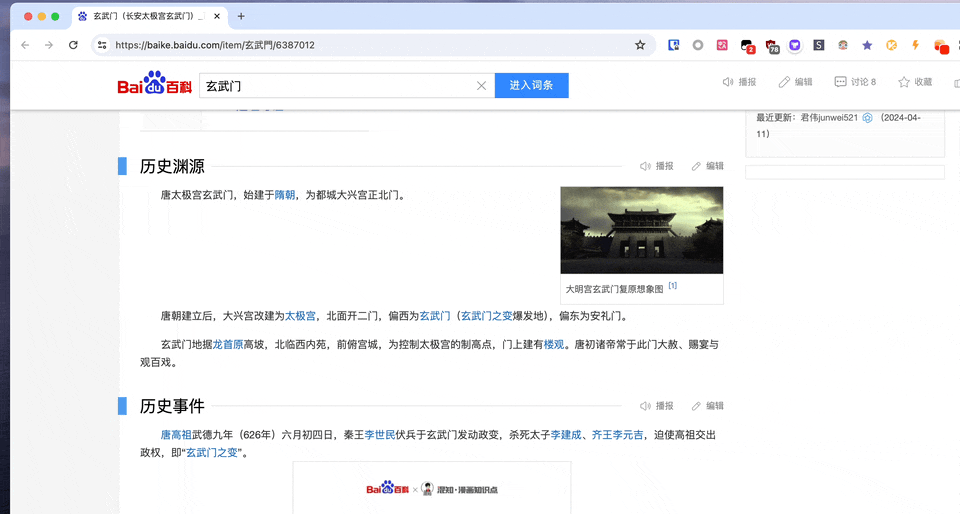 玄武门（长安太极宫玄武门）_
https://baike.baidu.com/item/玄武門/6387012
2
78
S
Bai du 百科
玄武门
进入词条
播报
编辑
讨论 8
收藏
最近更新：君伟junwei521 （2024-04-
11）
历史渊源
播报
编辑
唐太极宫玄武门，始建于隋朝，为都城大兴宫正北门。
大明宫玄武门复原想象图 [1]
唐朝建立后，大兴宫改建为太极宫，北面开二门，偏西为玄武门（玄武门之变爆发地），偏东为安礼门。
玄武门地据龙首原高坡，北临西内苑，前俯宫城，为控制太极宫的制高点，门上建有楼观。唐初诸帝常于此门大赦、赐宴与
观百戏。
历史事件
播报
编辑
唐高祖武德九年（626年）六月初四日，秦王李世民伏兵于玄武门发动政变，杀死太子李建成、齐王李元吉，迫使高祖交出
政权，即“玄武门之变”。
Bai du 百科 × 混知·漫画知识点